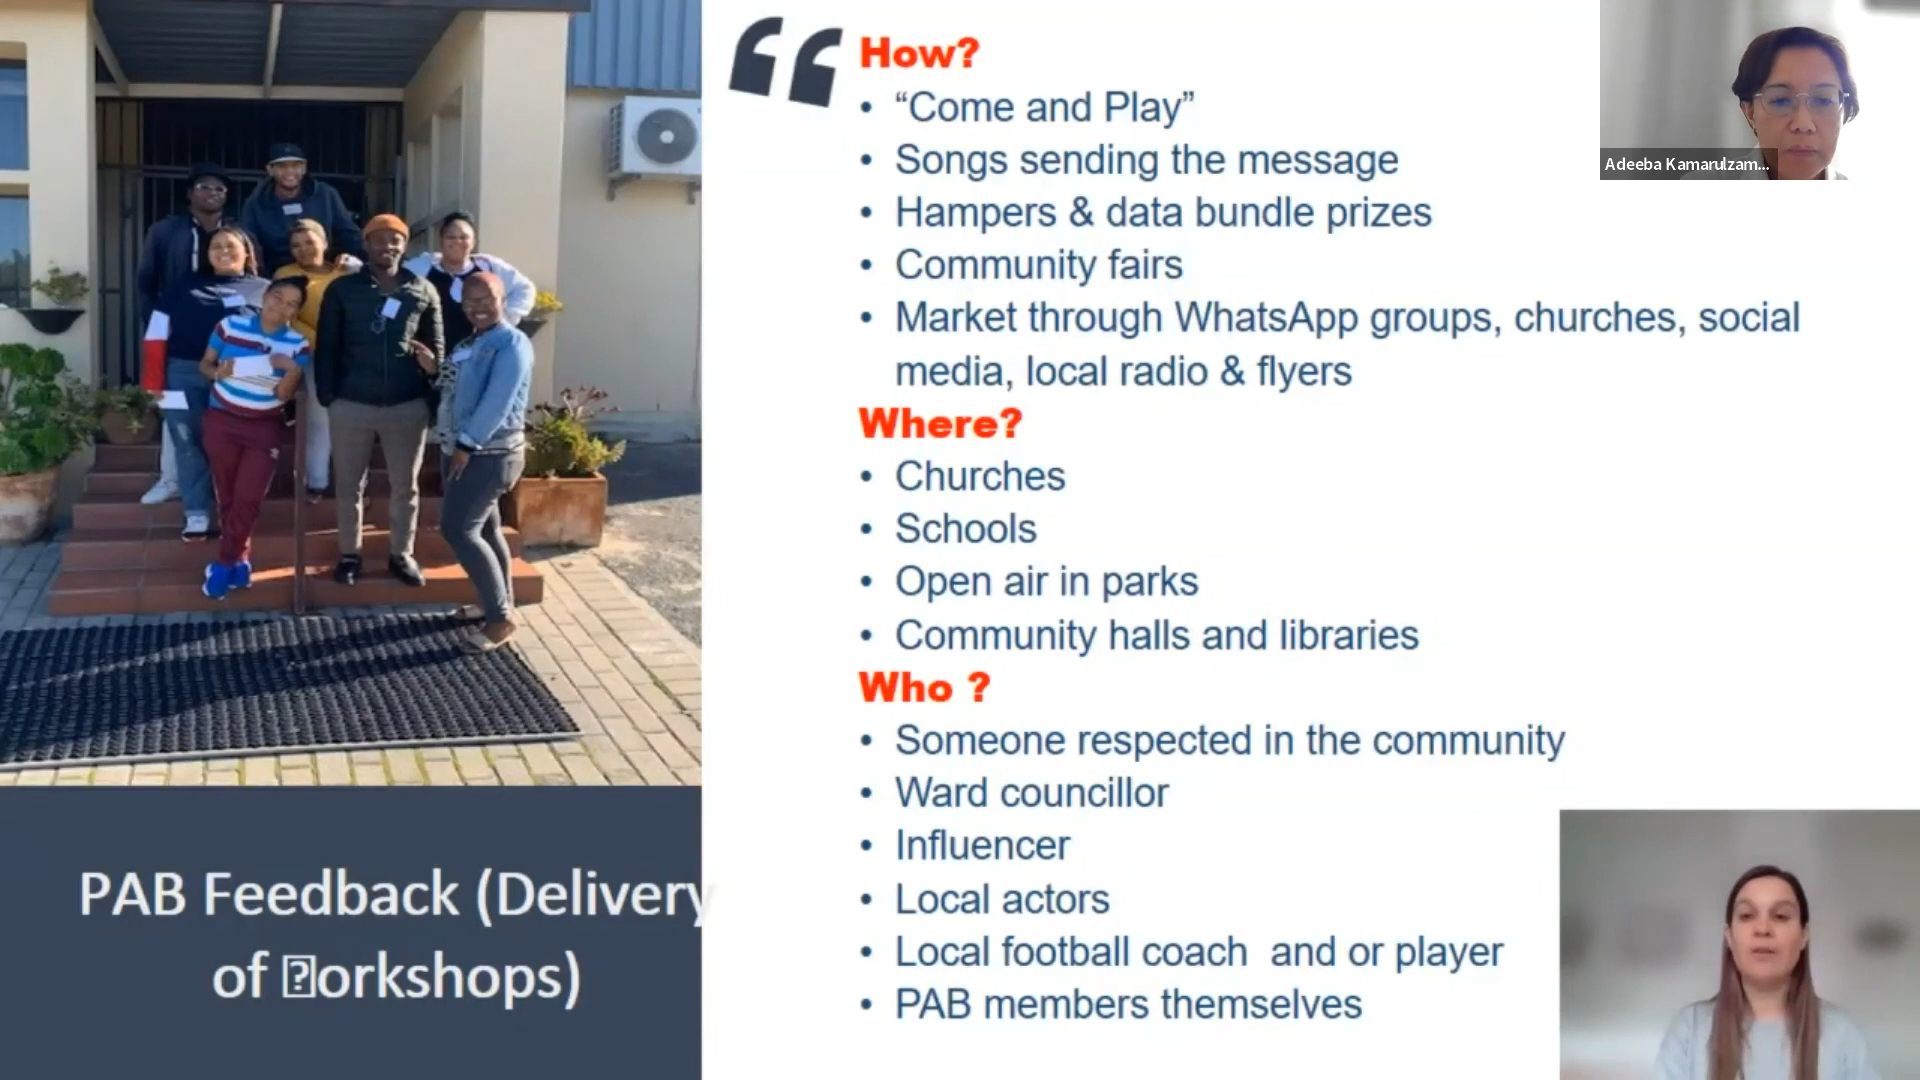 “
How?
• “Come and Play”
• Songs sending the message
• Hampers & data bundle prizes
• Community fairs
• Market through WhatsApp groups, churches, social
media, local radio & flyers
Where?
• Churches
• Schools
• Open air in parks
• Community halls and libraries
Who ?
• Someone respected in the community
• Ward councillor
• Influencer
• Local actors
• Local football coach  and or player
• PAB members themselves
PAB Feedback (Delivery
of ⍰orkshops)
Adeeba Kamarulzam...